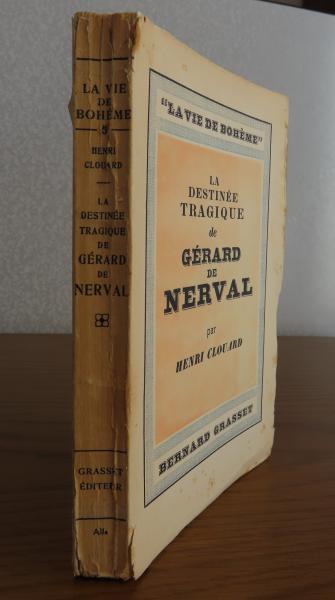 LA VIE
DE
BOHÈME
5
HENRI
CLOUARD
LA
DESTINÉE
TRAGIQUE
DE
GÉRARD
DE
NERVAL
GRASSET
ÉDITEUR
"LA VIE DE BOHÈME"
LA
DESTINÉE
TRAGIQUE
de
GÉRARD
DE
NERVAL
par
HENRI CLOUARD
BERNARD GRASSET